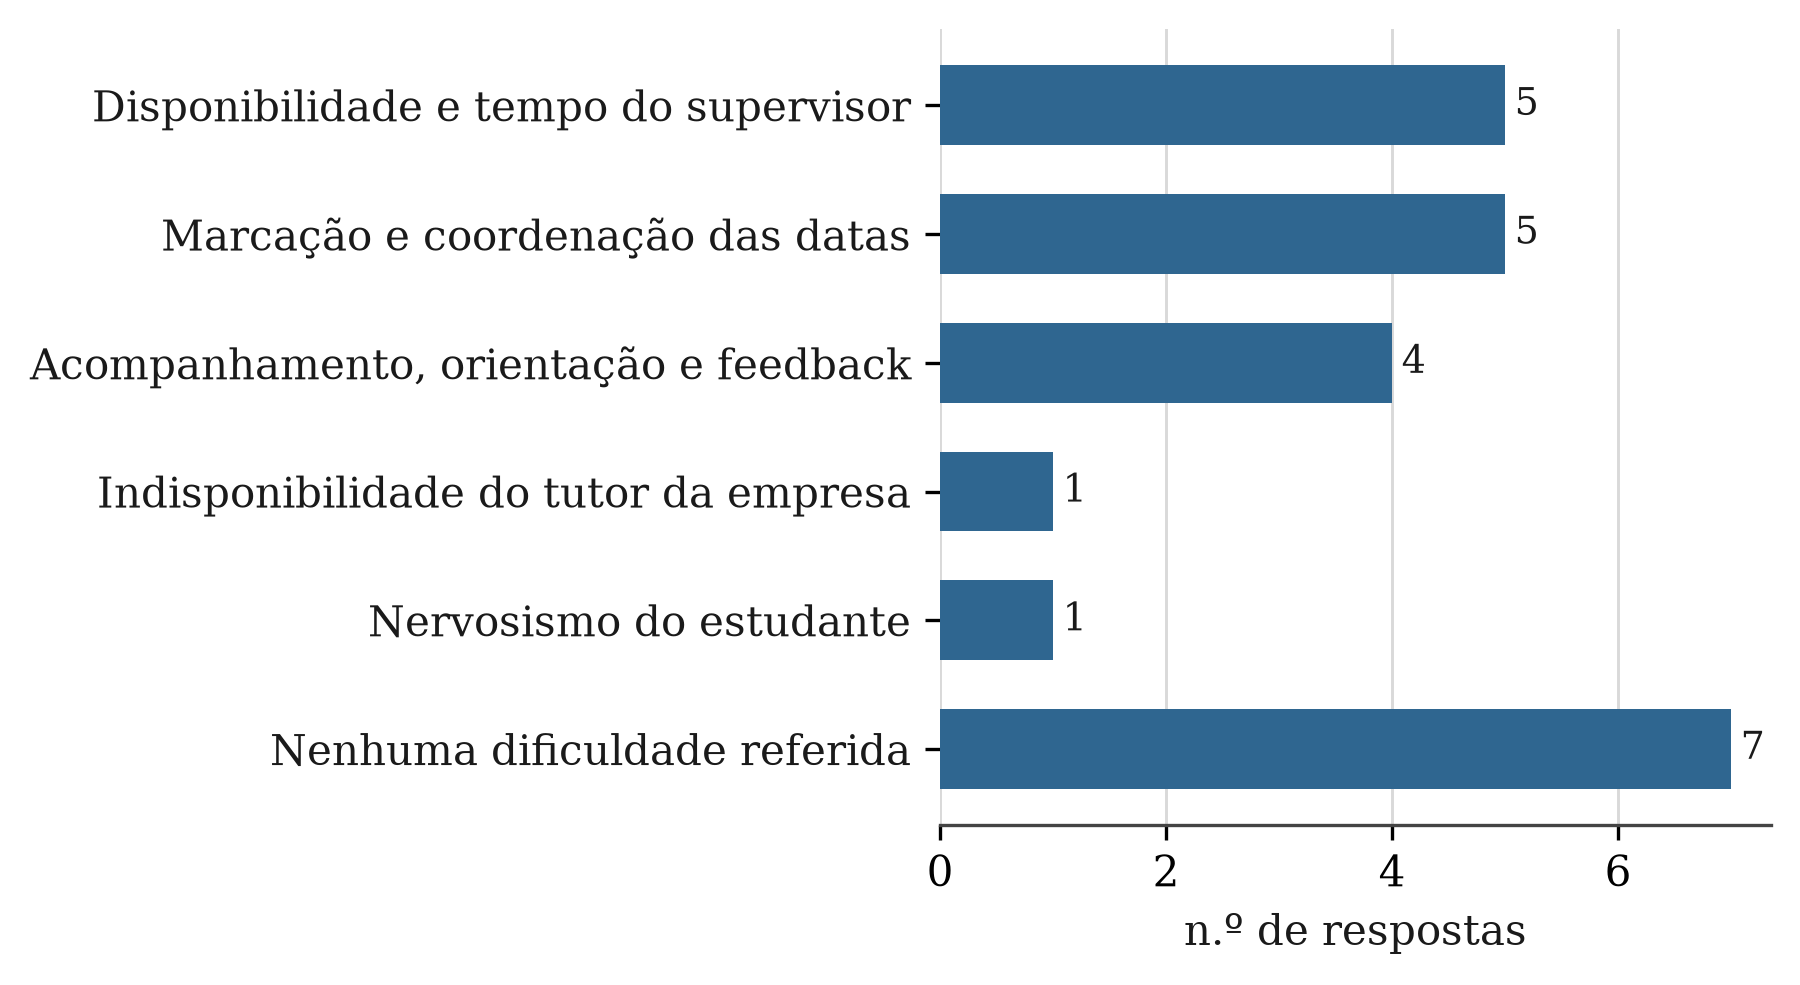 Disponibilidade e tempo do supervisor 5
Marcação e coordenação das datas 5
Acompanhamento, orientação e feedback 4
Indisponibilidade do tutor da empresa 1
Nervosismo do estudante 1
Nenhuma dificuldade referida 7
0 2 4 6
n.º de respostas